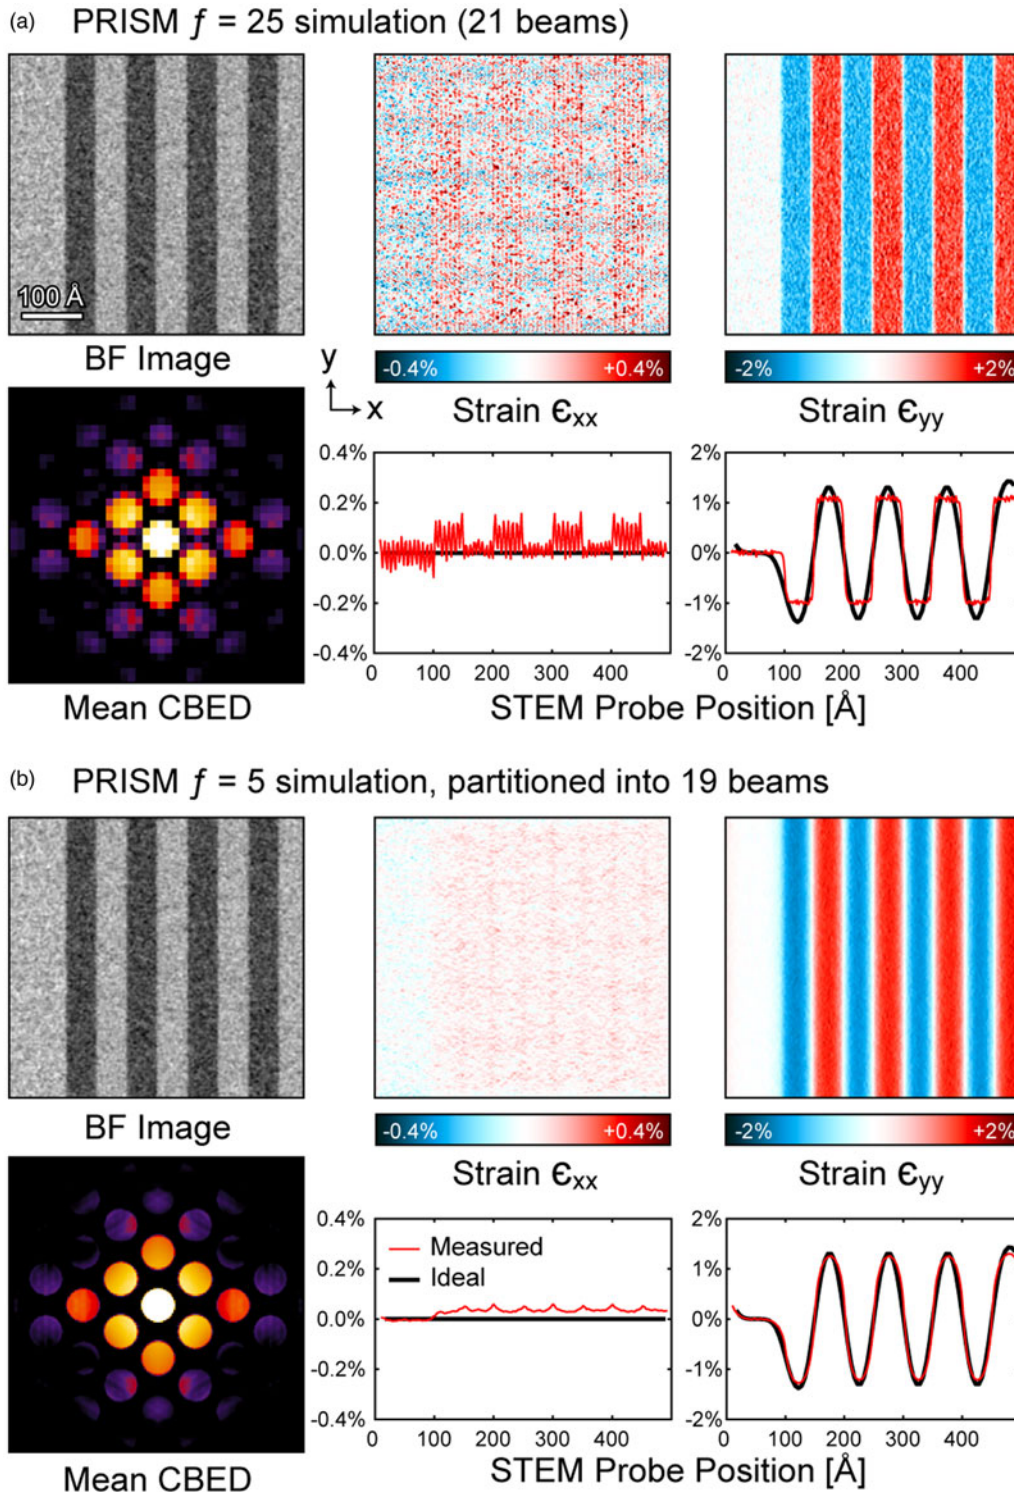 (a) PRISM ƒ = 25 simulation (21 beams)
100 Å
BF Image
-0.4% +0.4%
-2% +2%
y
x
Strain Єxx
Strain Єyy
Mean CBED
0.4%
0.2%
0.0%
-0.2%
-0.4%
0 100 200 300 400
2%
1%
0%
-1%
-2%
0 100 200 300 400
STEM Probe Position [Å]
(b) PRISM ƒ = 5 simulation, partitioned into 19 beams
BF Image
-0.4% +0.4%
-2% +2%
Strain Єxx
Strain Єyy
Mean CBED
0.4%
0.2%
0.0%
-0.2%
-0.4%
Measured
Ideal
0 100 200 300 400
2%
1%
0%
-1%
-2%
0 100 200 300 400
STEM Probe Position [Å]